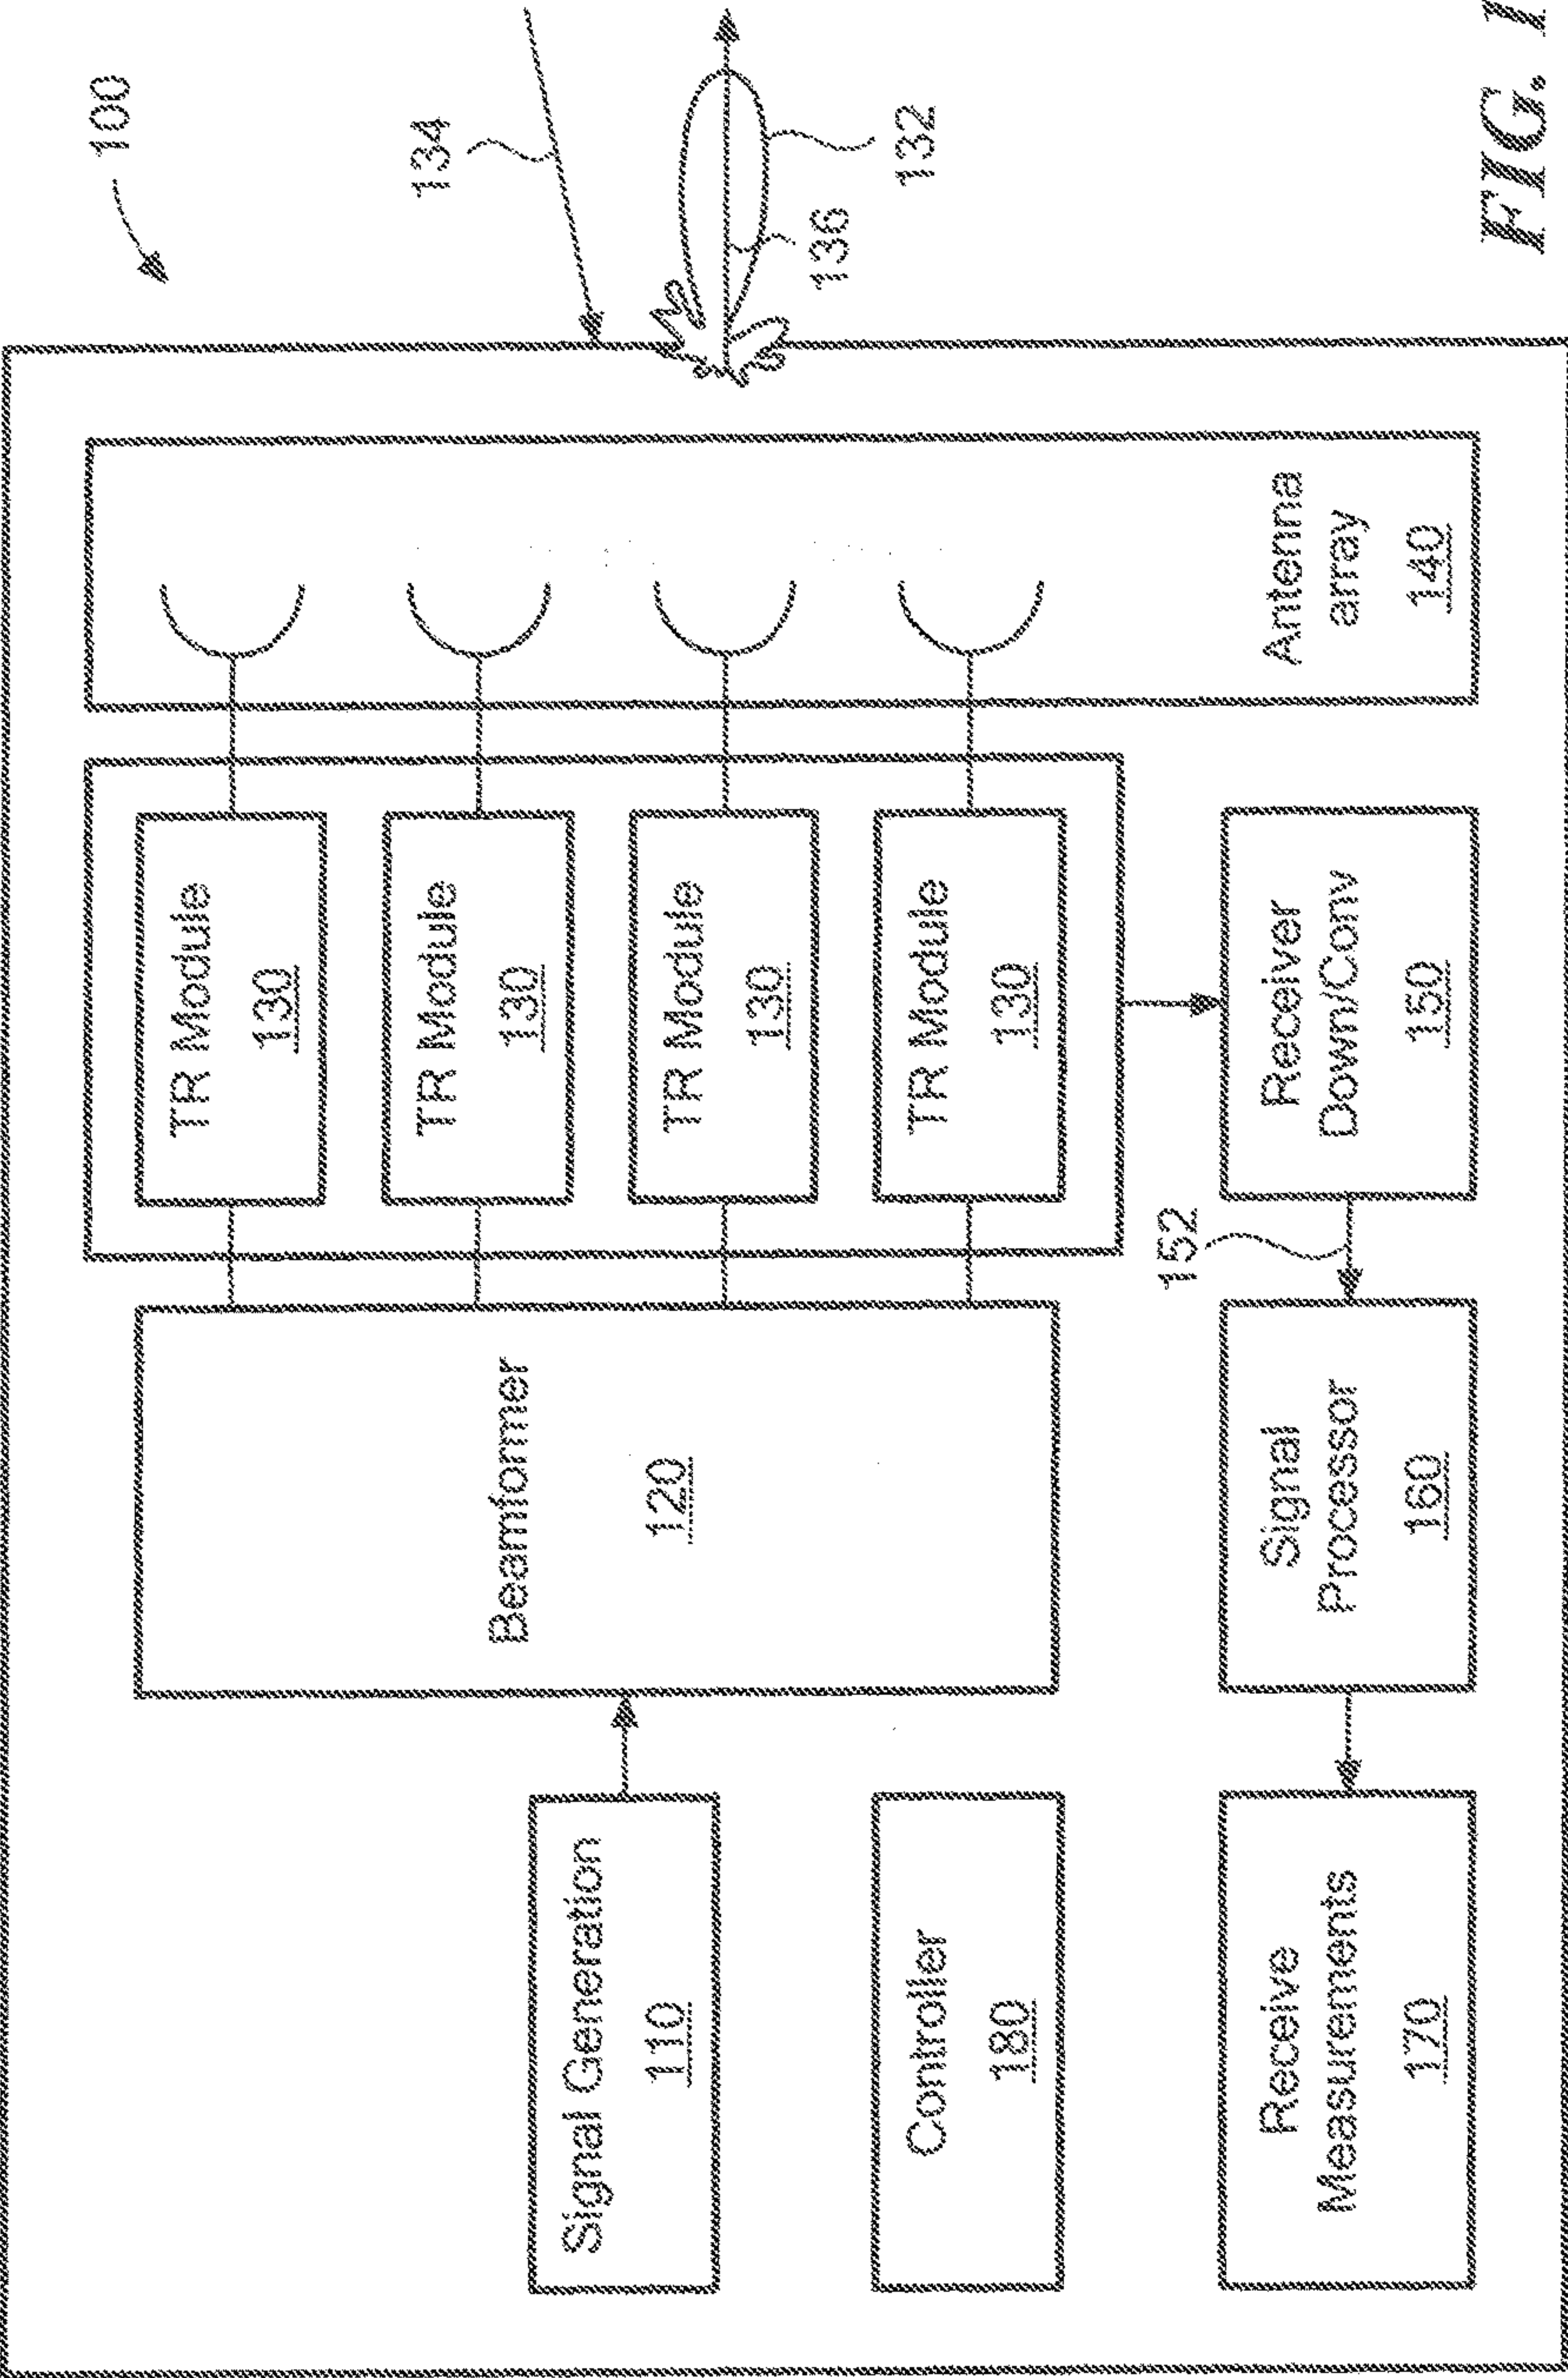 100
134
132
136
TR Module
130
TR Module
130
TR Module
130
TR Module
130
Antenna
array
140
Beamformer
120
Signal Generation
110
Controller
180
Receive
Measurements
170
Signal
Processor
160
152
Receiver
Down/Conv
150
FIG. 1